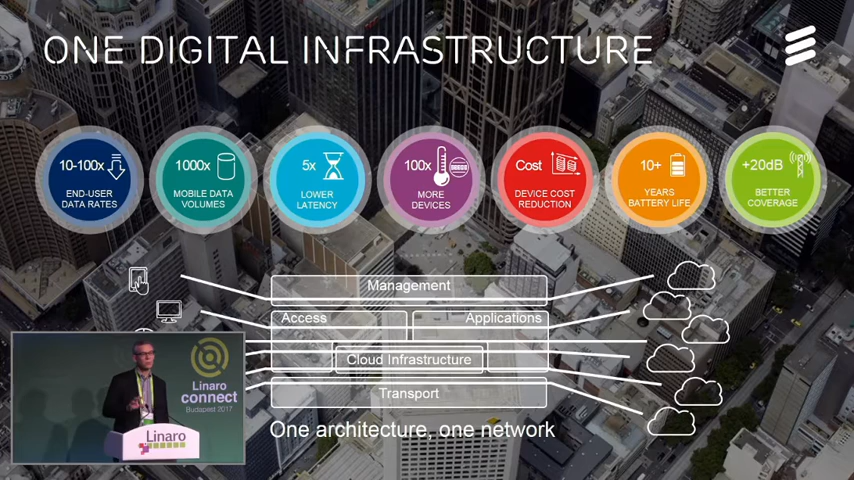 ONE DIGITAL INFRASTRUCTURE
10-100x
END-USER
DATA RATES
1000x
MOBILE DATA
VOLUMES
5x
LOWER
LATENCY
100x
MORE
DEVICES
Cost
DEVICE COST
REDUCTION
10+
YEARS
BATTERY LIFE
+20dB
BETTER
COVERAGE
Management
Access
Applications
Cloud Infrastructure
Transport
One architecture, one network
Linaro
connect
Budapest 2017
Linaro